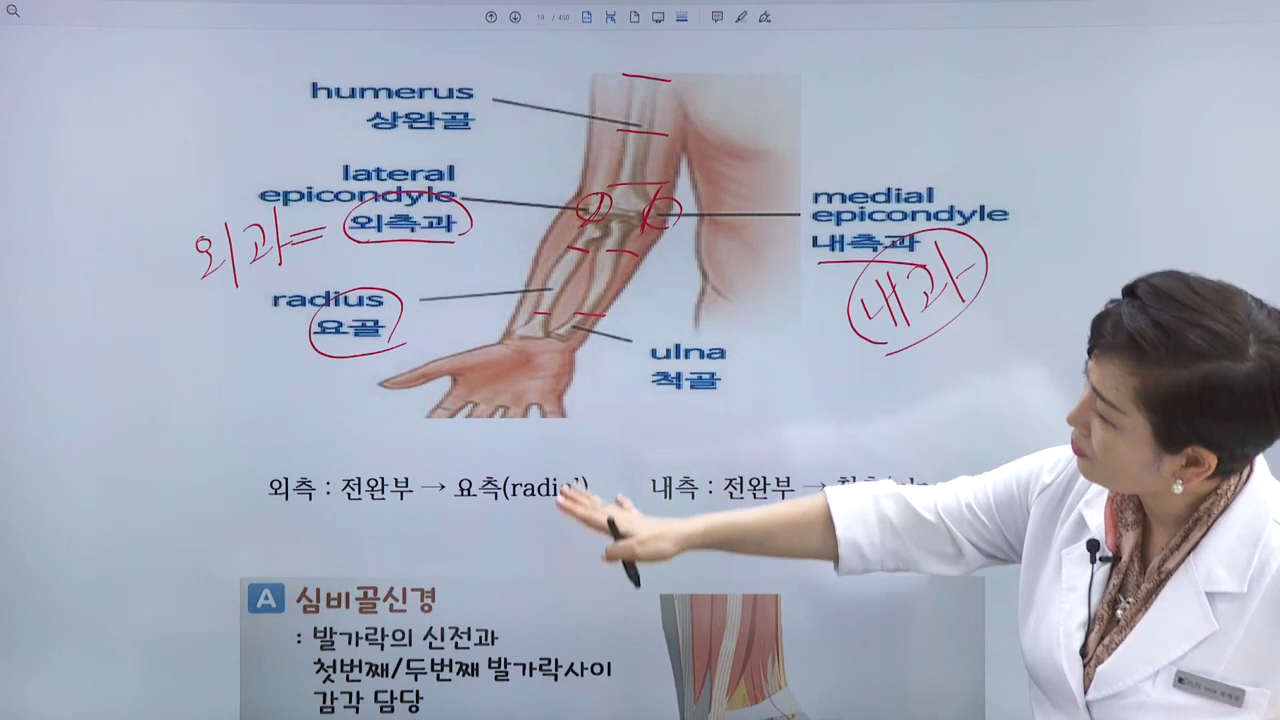 19 / 450
humerus
상완골
lateral
epicondyle
외측과
외과=
medial
epicondyle
내측과
내과
radius
요골
ulna
척골
외측 : 전완부 → 요측(radial)
내측 : 전완부 →
A 심비골신경
: 발가락의 신전과
첫번째/두번째 발가락사이
감각 담당